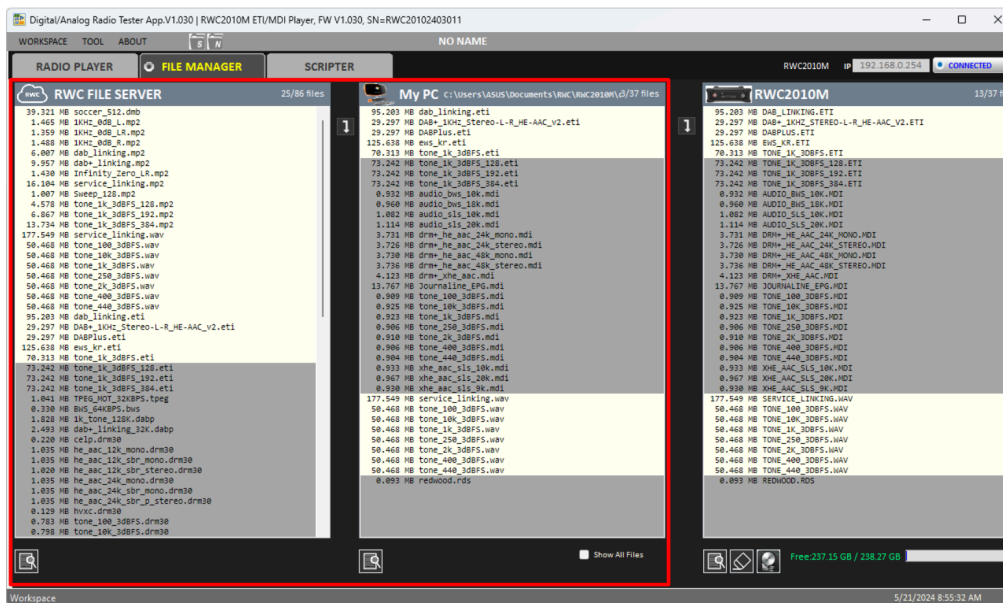 Digital/Analog Radio Tester App.V1.030 | RWC2010M ETI/MDI Player, FW V1.030, SN=RWC20102403011
WORKSPACE TOOL ABOUT S N NO NAME
RADIO PLAYER FILE MANAGER SCRIPTER RWC2010M IP 192.168.0.254 CONNECTED
RWC RWC FILE SERVER 25/86 files
39.321 MB soccer_512.dmb
1.465 MB 1KHz_0dB_L.mp2
1.359 MB 1KHz_0dB_LR.mp2
1.488 MB 1KHz_0dB_R.mp2
6.007 MB dab_linking.mp2
9.957 MB dab+_linking.mp2
1.430 MB Infinity_Zero_LR.mp2
16.104 MB service_linking.mp2
1.007 MB Sweep_128.mp2
4.578 MB tone_1k_3dBFS_128.mp2
6.867 MB tone_1k_3dBFS_192.mp2
13.734 MB tone_1k_3dBFS_384.mp2
177.549 MB service_linking.wav
50.468 MB tone_100_3dBFS.wav
50.468 MB tone_10k_3dBFS.wav
50.468 MB tone_1k_3dBFS.wav
50.468 MB tone_250_3dBFS.wav
50.468 MB tone_2k_3dBFS.wav
50.468 MB tone_400_3dBFS.wav
50.468 MB tone_440_3dBFS.wav
95.203 MB dab_linking.eti
29.297 MB DAB+_1KHz_Stereo-L-R_HE-AAC_v2.eti
29.297 MB DABPlus.eti
125.638 MB ews_kr.eti
70.313 MB tone_1k_3dBFS.eti
73.242 MB tone_1k_3dBFS_128.eti
73.242 MB tone_1k_3dBFS_192.eti
73.242 MB tone_1k_3dBFS_384.eti
1.041 MB TPEG_MOT_32KBPS.tpeg
0.330 MB BWS_64KBPS.bws
1.828 MB 1k_tone_128K.dabp
2.493 MB dab+_linking_32K.dabp
0.220 MB celp.drm30
1.035 MB he_aac_12k_mono.drm30
1.035 MB he_aac_12k_sbr_mono.drm30
1.020 MB he_aac_12k_sbr_stereo.drm30
1.035 MB he_aac_24k_mono.drm30
1.035 MB he_aac_24k_sbr_mono.drm30
1.035 MB he_aac_24k_sbr_p_stereo.drm30
0.129 MB hvxc.drm30
0.783 MB tone_100_3dBFS.drm30
0.798 MB tone_10k_3dBFS.drm30
My PC C:\Users\ASUS\Documents\RWC\RWC2010M\ /37 files
95.203 MB dab_linking.eti
29.297 MB DAB+_1KHz_Stereo-L-R_HE-AAC_v2.eti
29.297 MB DABPlus.eti
125.638 MB ews_kr.eti
70.313 MB tone_1k_3dBFS.eti
73.242 MB tone_1k_3dBFS_128.eti
73.242 MB tone_1k_3dBFS_192.eti
73.242 MB tone_1k_3dBFS_384.eti
0.932 MB audio_bws_10k.mdi
0.960 MB audio_bws_18k.mdi
1.082 MB audio_sls_10k.mdi
1.114 MB audio_sls_20k.mdi
3.731 MB drm+_he_aac_24k_mono.mdi
3.726 MB drm+_he_aac_24k_stereo.mdi
3.730 MB drm+_he_aac_48k_mono.mdi
3.736 MB drm+_he_aac_48k_stereo.mdi
4.123 MB drm+_xhe_aac.mdi
13.767 MB Journaline_EPG.mdi
0.909 MB tone_100_3dBFS.mdi
0.925 MB tone_10k_3dBFS.mdi
0.923 MB tone_1k_3dBFS.mdi
0.906 MB tone_250_3dBFS.mdi
0.910 MB tone_2k_3dBFS.mdi
0.906 MB tone_400_3dBFS.mdi
0.904 MB tone_440_3dBFS.mdi
0.933 MB xhe_aac_sls_10k.mdi
0.967 MB xhe_aac_sls_20k.mdi
0.930 MB xhe_aac_sls_9k.mdi
177.549 MB service_linking.wav
50.468 MB tone_100_3dBFS.wav
50.468 MB tone_10k_3dBFS.wav
50.468 MB tone_1k_3dBFS.wav
50.468 MB tone_250_3dBFS.wav
50.468 MB tone_2k_3dBFS.wav
50.468 MB tone_400_3dBFS.wav
50.468 MB tone_440_3dBFS.wav
0.093 MB redwood.rds
Show All Files
RWC2010M 13/37 files
95.203 MB DAB_LINKING.ETI
29.297 MB DAB+_1KHZ_STEREO-L-R_HE-AAC_V2.ETI
29.297 MB DABPLUS.ETI
125.638 MB EWS_KR.ETI
70.313 MB TONE_1K_3DBFS.ETI
73.242 MB TONE_1K_3DBFS_128.ETI
73.242 MB TONE_1K_3DBFS_192.ETI
73.242 MB TONE_1K_3DBFS_384.ETI
0.932 MB AUDIO_BWS_10K.MDI
0.960 MB AUDIO_BWS_18K.MDI
1.082 MB AUDIO_SLS_10K.MDI
1.114 MB AUDIO_SLS_20K.MDI
3.731 MB DRM+_HE_AAC_24K_MONO.MDI
3.726 MB DRM+_HE_AAC_24K_STEREO.MDI
3.730 MB DRM+_HE_AAC_48K_MONO.MDI
3.736 MB DRM+_HE_AAC_48K_STEREO.MDI
4.123 MB DRM+_XHE_AAC.MDI
13.767 MB JOURNALINE_EPG.MDI
0.909 MB TONE_100_3DBFS.MDI
0.925 MB TONE_10K_3DBFS.MDI
0.923 MB TONE_1K_3DBFS.MDI
0.906 MB TONE_250_3DBFS.MDI
0.910 MB TONE_2K_3DBFS.MDI
0.906 MB TONE_400_3DBFS.MDI
0.904 MB TONE_440_3DBFS.MDI
0.933 MB XHE_AAC_SLS_10K.MDI
0.967 MB XHE_AAC_SLS_20K.MDI
0.930 MB XHE_AAC_SLS_9K.MDI
177.549 MB SERVICE_LINKING.WAV
50.468 MB TONE_100_3DBFS.WAV
50.468 MB TONE_10K_3DBFS.WAV
50.468 MB TONE_1K_3DBFS.WAV
50.468 MB TONE_250_3DBFS.WAV
50.468 MB TONE_2K_3DBFS.WAV
50.468 MB TONE_400_3DBFS.WAV
50.468 MB TONE_440_3DBFS.WAV
0.093 MB REDWOOD.RDS
Free:237.15 GB / 238.27 GB
Workspace 5/21/2024 8:55:32 AM